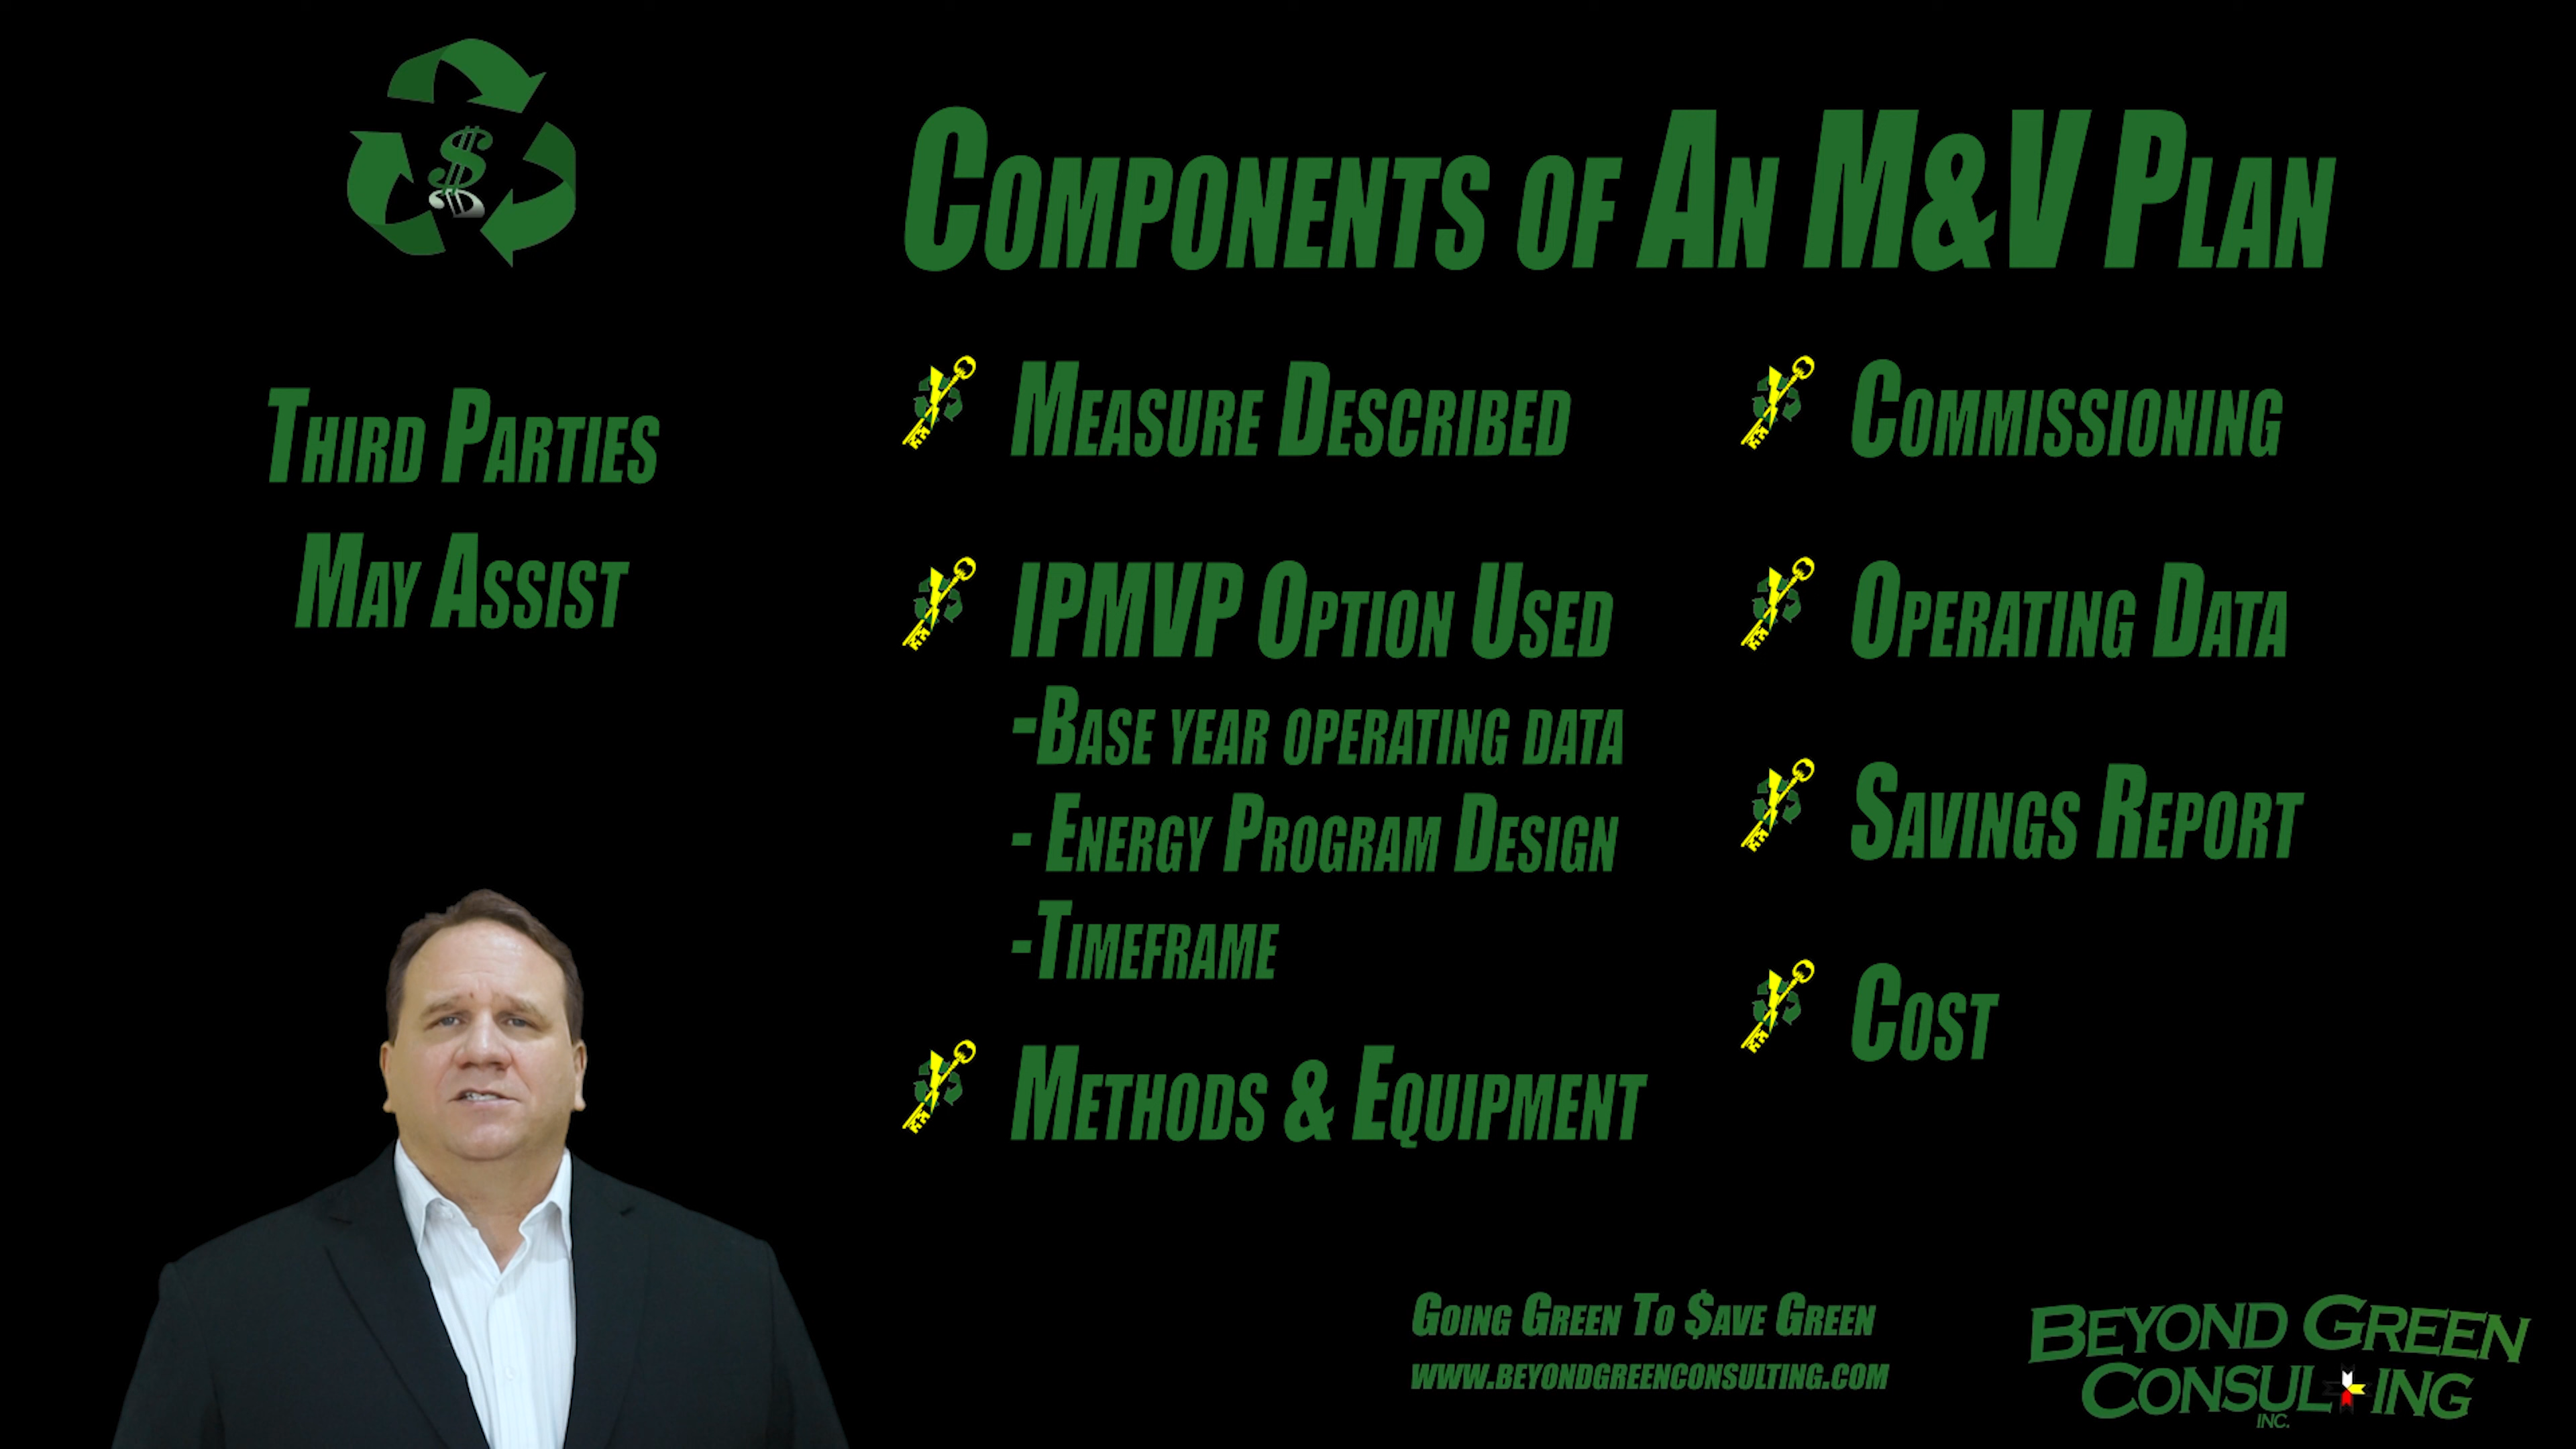 Components of An M&V Plan
Third Parties
May Assist
Measure Described
IPMVP Option Used
-Base year operating data
- Energy Program Design
-Timeframe
Methods & Equipment
Commissioning
Operating Data
Savings Report
Cost
Going Green To $ave Green
www.beyondgreenconsulting.com
Beyond Green
Consulting
Inc.
$